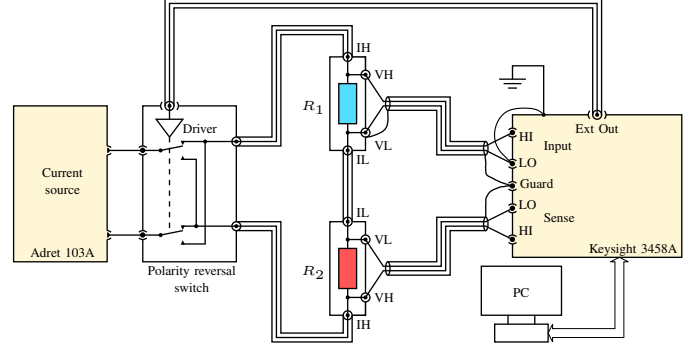 IH
VH
R1
VL
IL
Driver
Ext Out
HI
Input
LO
Guard
LO
Sense
HI
Keysight 3458A
Current
source
Adret 103A
Polarity reversal
switch
IL
VL
R2
VH
IH
PC